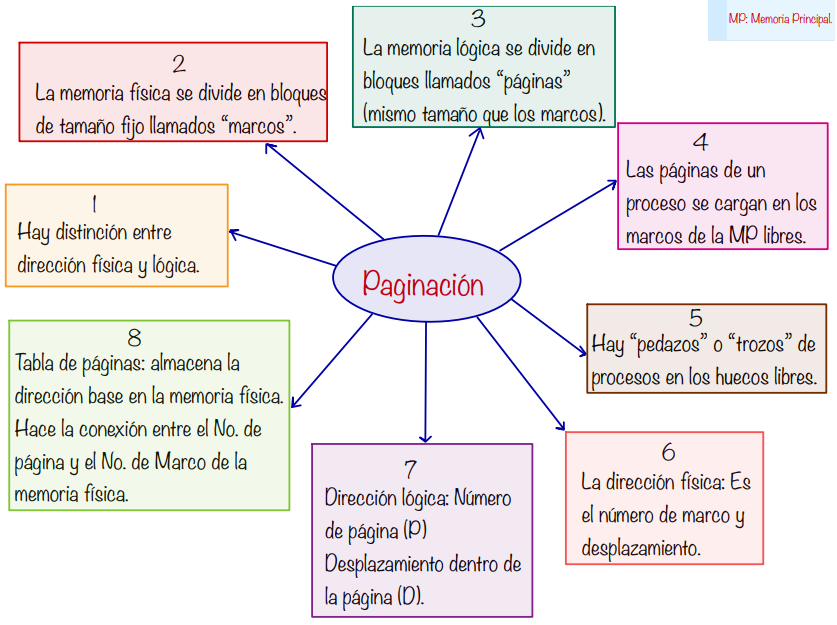 MP: Memoria Principal.
Paginación
1
Hay distinción entre
dirección física y lógica.
2
La memoria física se divide en bloques
de tamaño fijo llamados “marcos”.
3
La memoria lógica se divide en
bloques llamados “páginas”
(mismo tamaño que los marcos).
4
Las páginas de un
proceso se cargan en los
marcos de la MP libres.
5
Hay “pedazos” o “trozos” de
procesos en los huecos libres.
6
La dirección física: Es
el número de marco y
desplazamiento.
7
Dirección lógica: Número
de página (P)
Desplazamiento dentro de
la página (D).
8
Tabla de páginas: almacena la
dirección base en la memoria física.
Hace la conexión entre el No. de
página y el No. de Marco de la
memoria física.